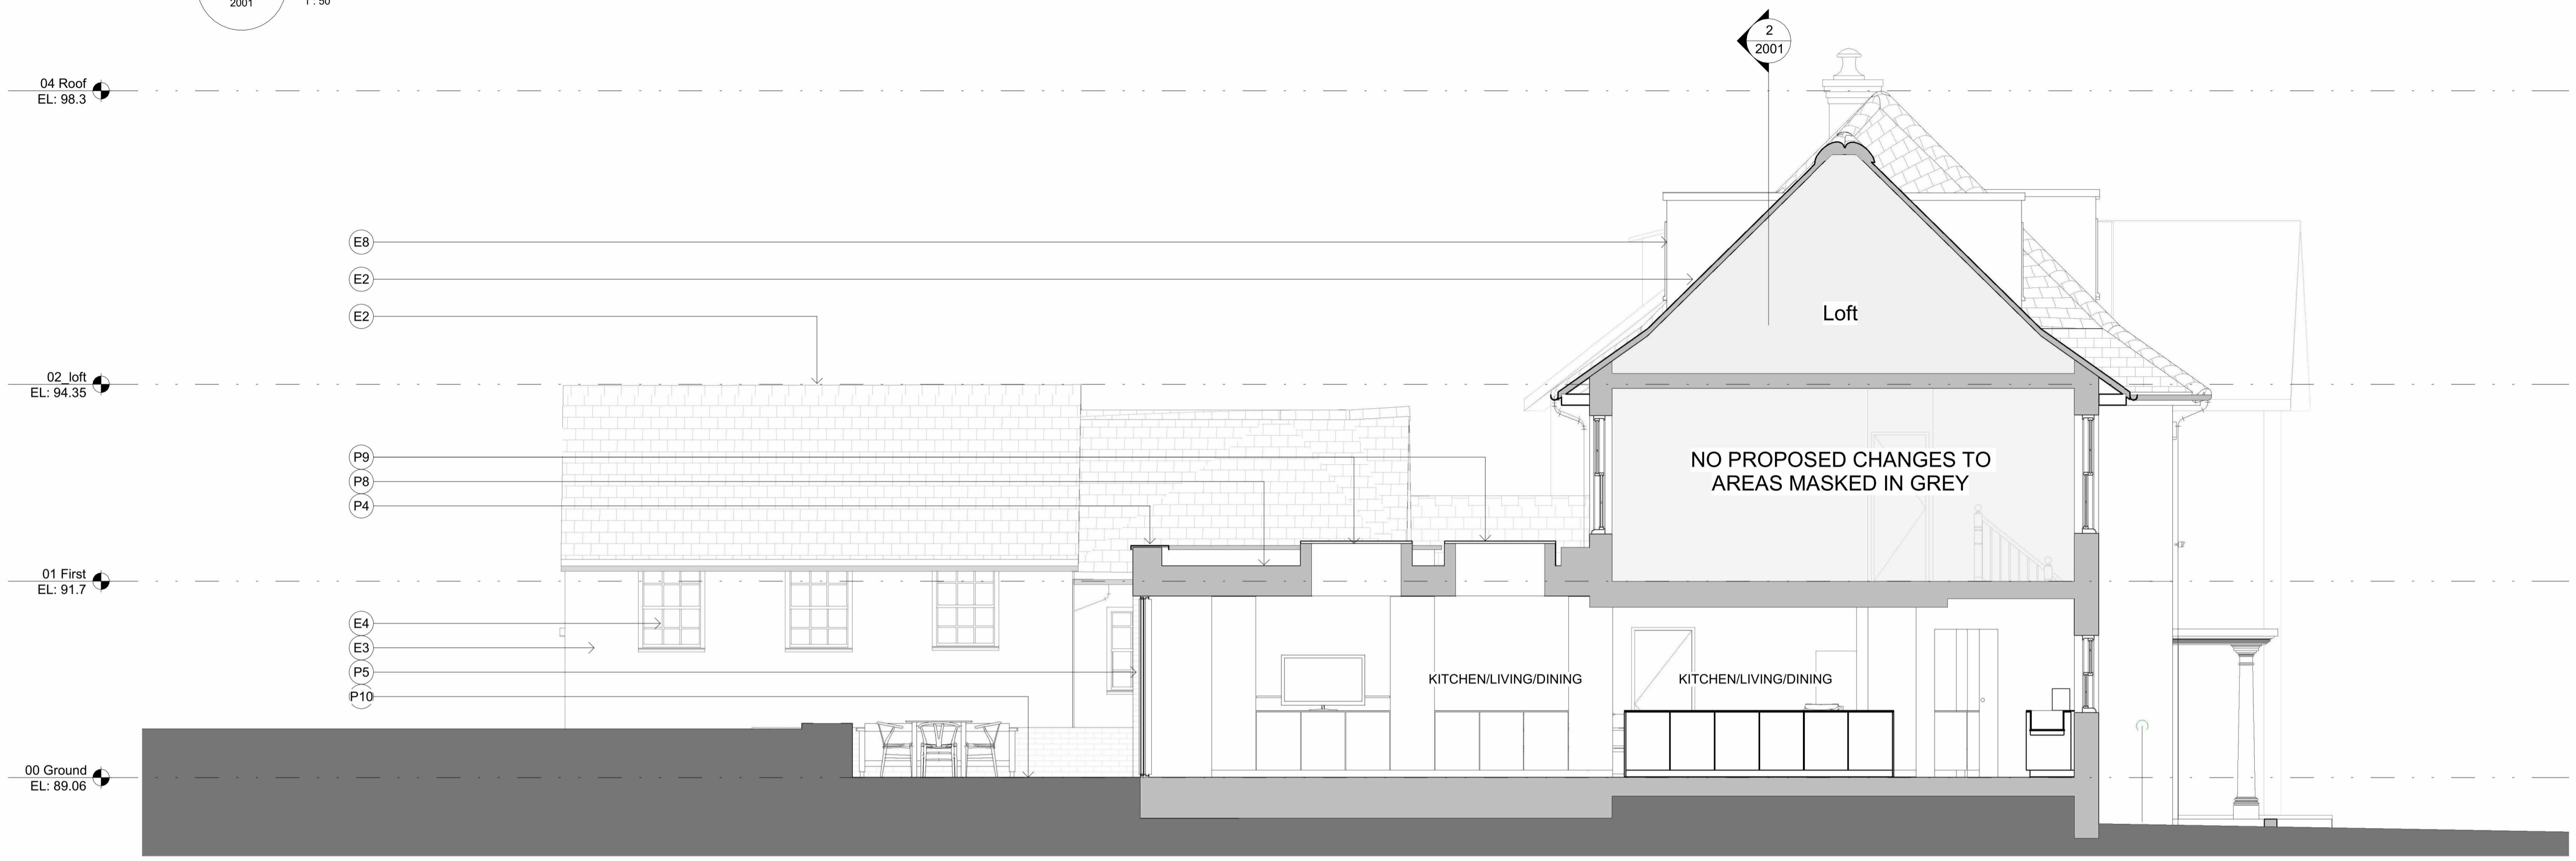 2001
1 : 50
2
2001
04 Roof
EL: 98.3
E8
E2
Loft
E2
02_loft
EL: 94.35
P9
NO PROPOSED CHANGES TO
AREAS MASKED IN GREY
P8
P4
01 First
EL: 91.7
E4
E3
P5
KITCHEN/LIVING/DINING
KITCHEN/LIVING/DINING
P10
00 Ground
EL: 89.06